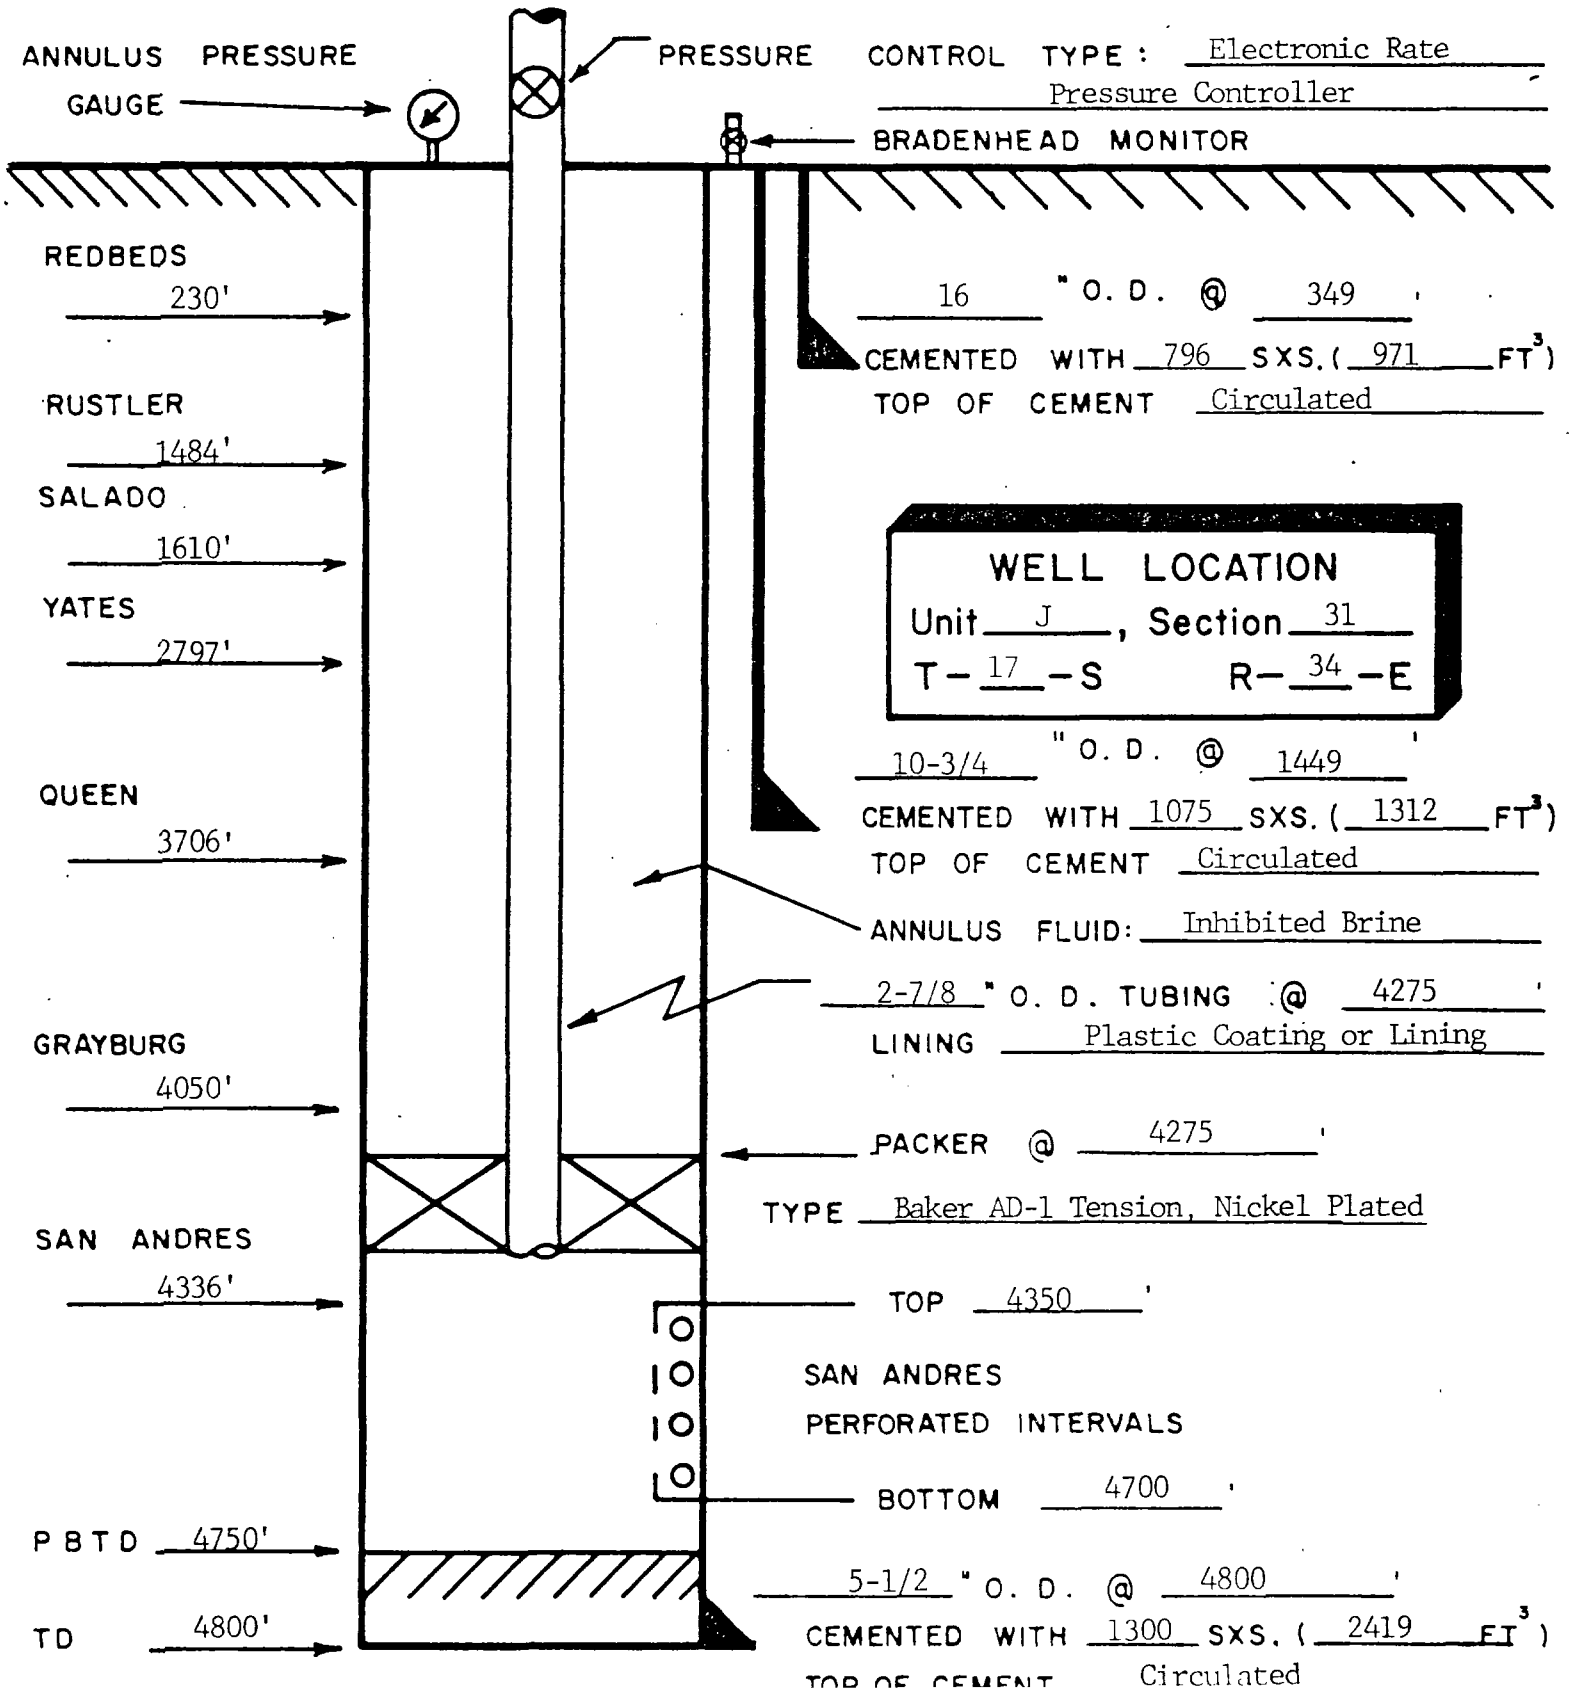 ANNULUS PRESSURE
GAUGE
PRESSURE CONTROL TYPE: Electronic Rate
Pressure Controller
BRADENHEAD MONITOR
REDBEDS
230'
16 " O. D. @ 349 '
CEMENTED WITH 796 SXS. ( 971 FT³)
TOP OF CEMENT Circulated
RUSTLER
1484'
SALADO
1610'
YATES
2797'
WELL LOCATION
Unit J, Section 31
T-17-S R-34-E
10-3/4 " O. D. @ 1449 '
CEMENTED WITH 1075 SXS. ( 1312 FT³)
TOP OF CEMENT Circulated
QUEEN
3706'
ANNULUS FLUID: Inhibited Brine
2-7/8 " O. D. TUBING @ 4275 '
LINING Plastic Coating or Lining
GRAYBURG
4050'
PACKER @ 4275 '
TYPE Baker AD-1 Tension, Nickel Plated
SAN ANDRES
4336'
TOP 4350 '
SAN ANDRES
PERFORATED INTERVALS
BOTTOM 4700 '
PBTD 4750'
5-1/2 " O. D. @ 4800 '
TD 4800'
CEMENTED WITH 1300 SXS. ( 2419 FT³)
TOP OF CEMENT Circulated